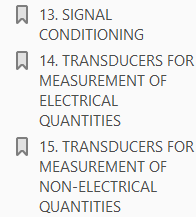 13. SIGNAL
CONDITIONING
14. TRANSDUCERS FOR
MEASUREMENT OF
ELECTRICAL
QUANTITIES
15. TRANSDUCERS FOR
MEASUREMENT OF
NON-ELECTRICAL
QUANTITIES